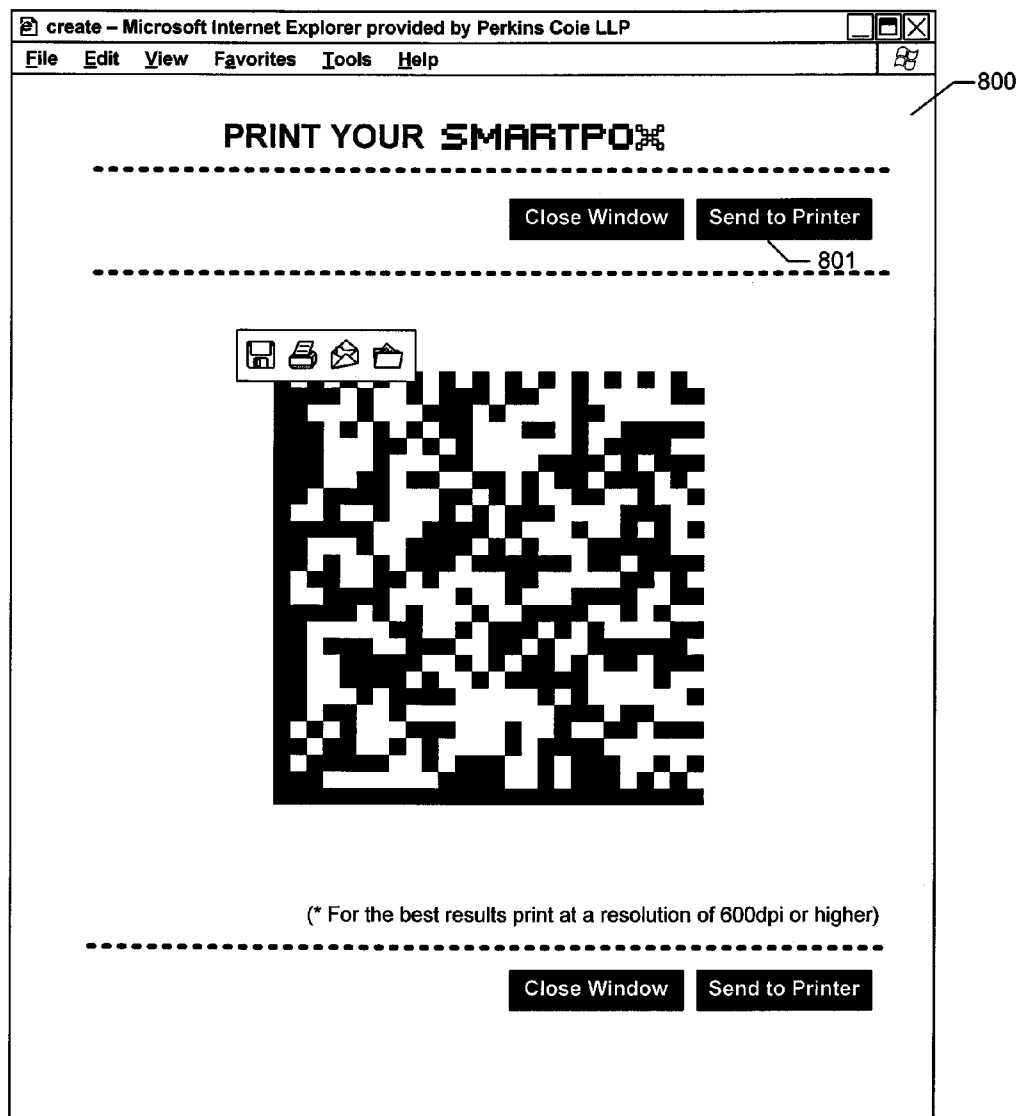 create – Microsoft Internet Explorer provided by Perkins Coie LLP
File Edit View Favorites Tools Help
800
PRINT YOUR SMARTPOX
Close Window Send to Printer
801
(* For the best results print at a resolution of 600dpi or higher)
Close Window Send to Printer